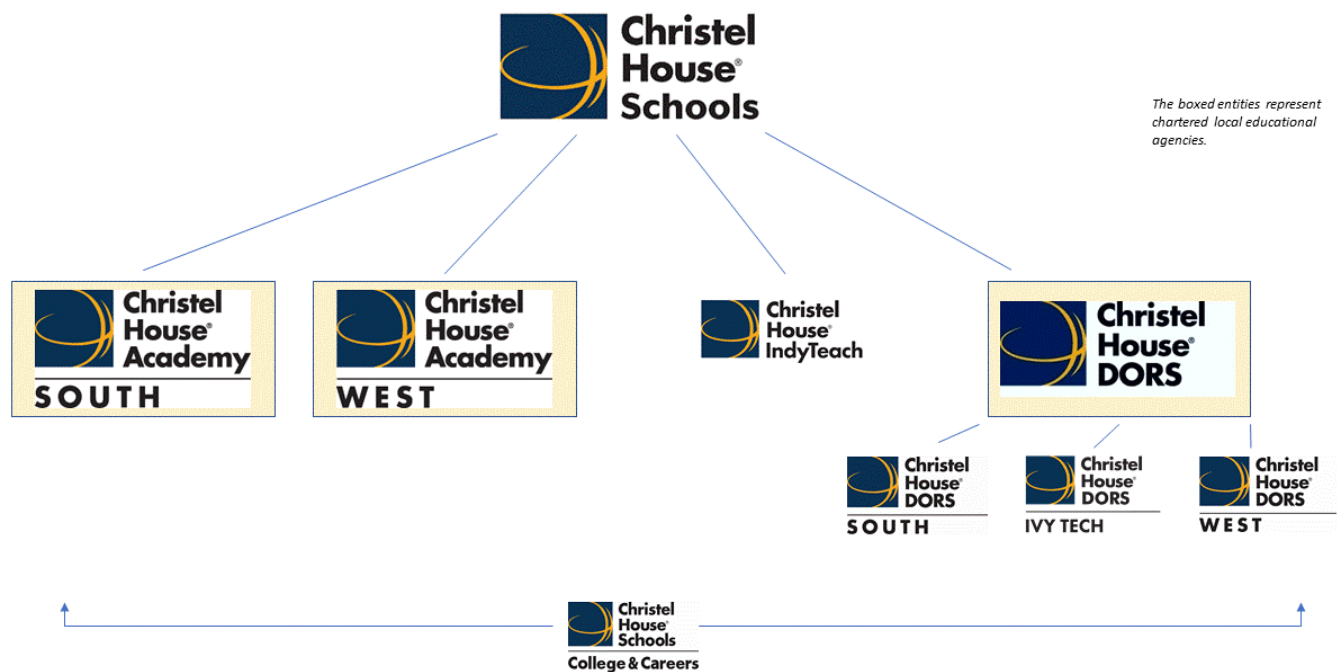 Christel
House®
Schools
The boxed entities represent
chartered local educational
agencies.
Christel
House®
Academy
SOUTH
Christel
House®
Academy
WEST
Christel
House®
IndyTeach
Christel
House®
DORS
Christel
House®
DORS
SOUTH
Christel
House®
DORS
IVY TECH
Christel
House®
DORS
WEST
Christel
House®
Schools
College & Careers